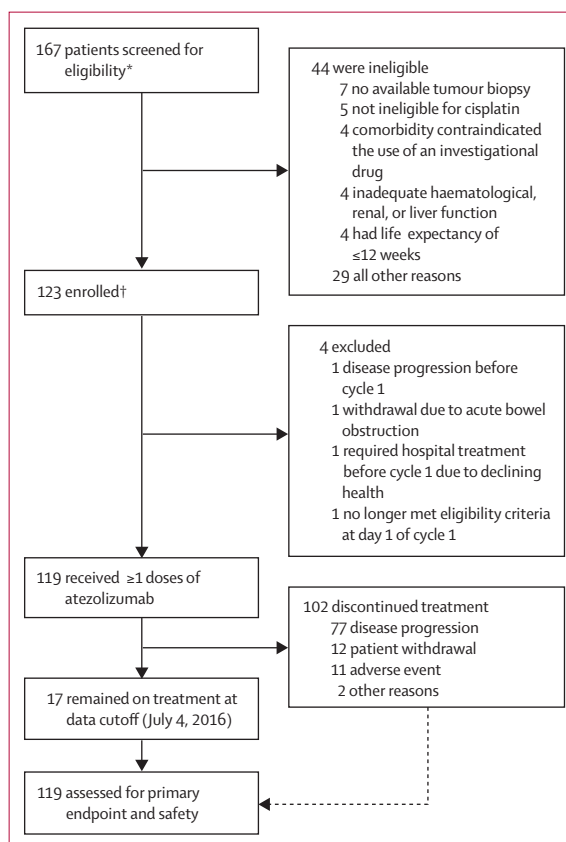 167 patients screened for
eligibility*
44 were ineligible
7 no available tumour biopsy
5 not ineligible for cisplatin
4 comorbidity contraindicated
the use of an investigational
drug
4 inadequate haematological,
renal, or liver function
4 had life expectancy of
≤12 weeks
29 all other reasons
123 enrolled†
4 excluded
1 disease progression before
cycle 1
1 withdrawal due to acute bowel
obstruction
1 required hospital treatment
before cycle 1 due to declining
health
1 no longer met eligibility criteria
at day 1 of cycle 1
119 received ≥1 doses of
atezolizumab
102 discontinued treatment
77 disease progression
12 patient withdrawal
11 adverse event
2 other reasons
17 remained on treatment at
data cutoff (July 4, 2016)
119 assessed for primary
endpoint and safety